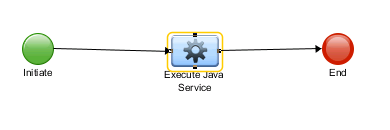 Initiate
Execute Java
Service
End